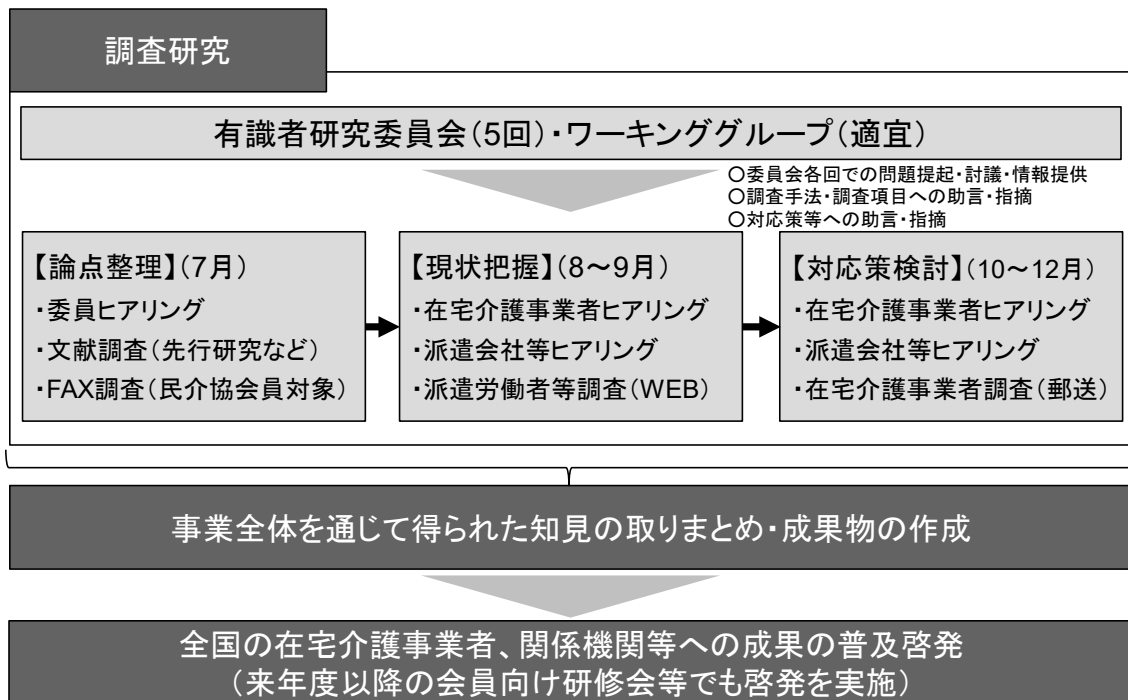 調査研究
有識者研究委員会(5回)・ワーキンググループ(適宜)
○委員会各回での問題提起・討議・情報提供
○調査手法・調査項目への助言・指摘
○対応策等への助言・指摘
【論点整理】(7月)
・委員ヒアリング
・文献調査(先行研究など)
・FAX調査(民介協会員対象)
【現状把握】(8~9月)
・在宅介護事業者ヒアリング
・派遣会社等ヒアリング
・派遣労働者等調査(WEB)
【対応策検討】(10~12月)
・在宅介護事業者ヒアリング
・派遣会社等ヒアリング
・在宅介護事業者調査(郵送)
事業全体を通じて得られた知見の取りまとめ・成果物の作成
全国の在宅介護事業者、関係機関等への成果の普及啓発
(来年度以降の会員向け研修会等でも啓発を実施)